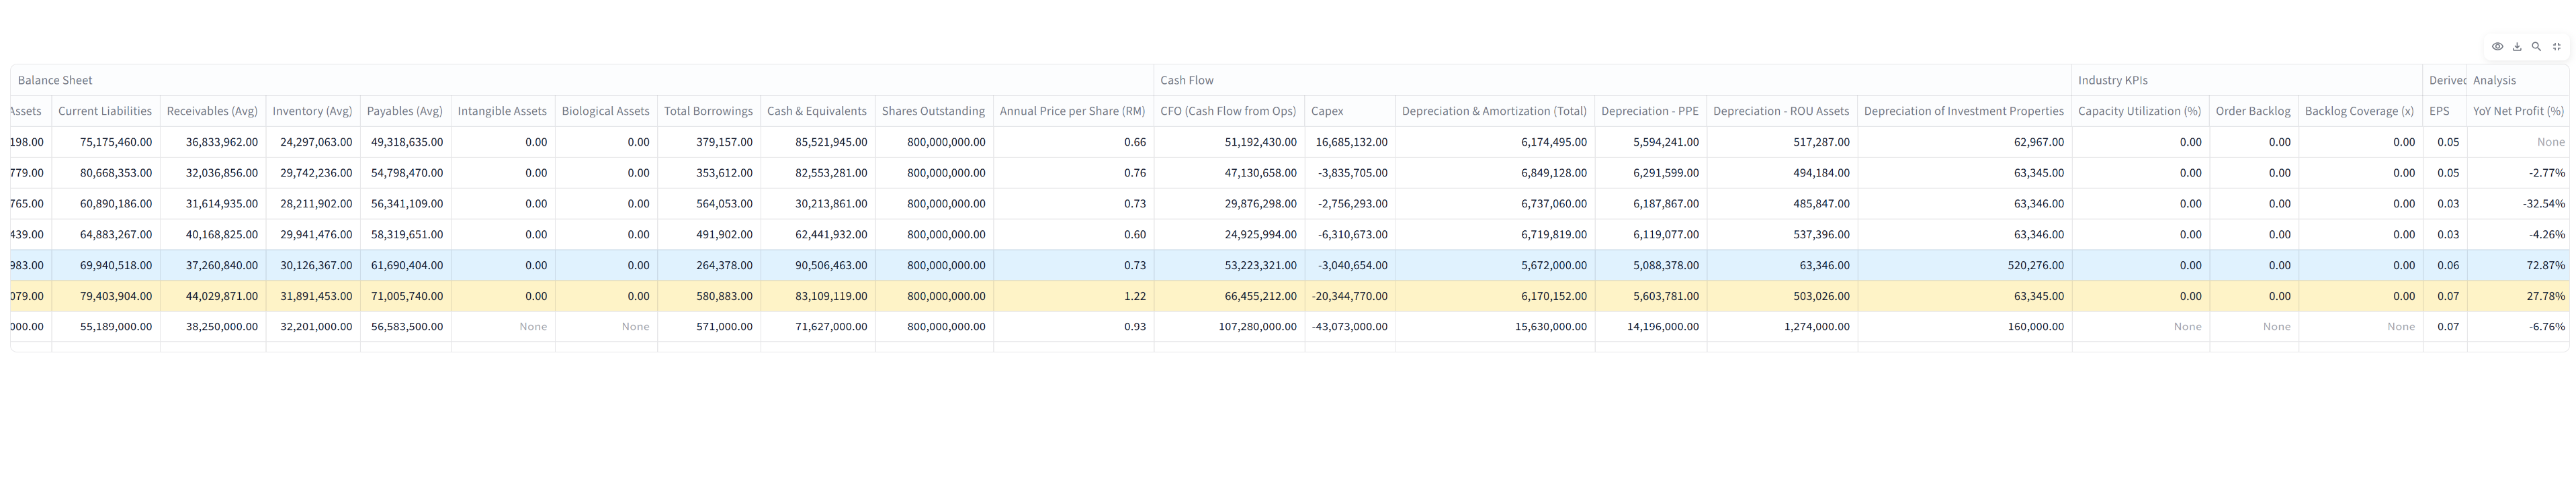 Balance Sheet Cash Flow Industry KPIs Derived Analysis
Assets Current Liabilities Receivables (Avg) Inventory (Avg) Payables (Avg) Intangible Assets Biological Assets Total Borrowings Cash & Equivalents Shares Outstanding Annual Price per Share (RM) CFO (Cash Flow from Ops) Capex Depreciation & Amortization (Total) Depreciation - PPE Depreciation - ROU Assets Depreciation of Investment Properties Capacity Utilization (%) Order Backlog Backlog Coverage (x) EPS YoY Net Profit (%)
198.00 75,175,460.00 36,833,962.00 24,297,063.00 49,318,635.00 0.00 0.00 379,157.00 85,521,945.00 800,000,000.00 0.66 51,192,430.00 16,685,132.00 6,174,495.00 5,594,241.00 517,287.00 62,967.00 0.00 0.00 0.00 0.05 None
779.00 80,668,353.00 32,036,856.00 29,742,236.00 54,798,470.00 0.00 0.00 353,612.00 82,553,281.00 800,000,000.00 0.76 47,130,658.00 -3,835,705.00 6,849,128.00 6,291,599.00 494,184.00 63,345.00 0.00 0.00 0.00 0.05 -2.77%
765.00 60,890,186.00 31,614,935.00 28,211,902.00 56,341,109.00 0.00 0.00 564,053.00 30,213,861.00 800,000,000.00 0.73 29,876,298.00 -2,756,293.00 6,737,060.00 6,187,867.00 485,847.00 63,346.00 0.00 0.00 0.00 0.03 -32.54%
439.00 64,883,267.00 40,168,825.00 29,941,476.00 58,319,651.00 0.00 0.00 491,902.00 62,441,932.00 800,000,000.00 0.60 24,925,994.00 -6,310,673.00 6,719,819.00 6,119,077.00 537,396.00 63,346.00 0.00 0.00 0.00 0.03 -4.26%
983.00 69,940,518.00 37,260,840.00 30,126,367.00 61,690,404.00 0.00 0.00 264,378.00 90,506,463.00 800,000,000.00 0.73 53,223,321.00 -3,040,654.00 5,672,000.00 5,088,378.00 63,346.00 520,276.00 0.00 0.00 0.00 0.06 72.87%
079.00 79,403,904.00 44,029,871.00 31,891,453.00 71,005,740.00 0.00 0.00 580,883.00 83,109,119.00 800,000,000.00 1.22 66,455,212.00 -20,344,770.00 6,170,152.00 5,603,781.00 503,026.00 63,345.00 0.00 0.00 0.00 0.07 27.78%
000.00 55,189,000.00 38,250,000.00 32,201,000.00 56,583,500.00 None None 571,000.00 71,627,000.00 800,000,000.00 0.93 107,280,000.00 -43,073,000.00 15,630,000.00 14,196,000.00 1,274,000.00 160,000.00 None None None 0.07 -6.76%